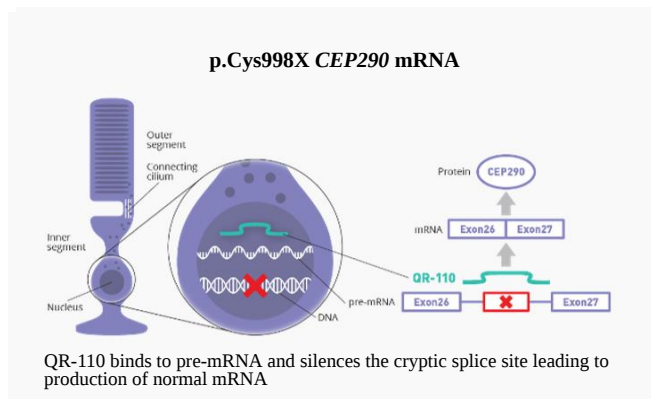 p.Cys998X CEP290 mRNA
Outer
segment
Connecting
cilium
Inner
segment
Nucleus
Protein
CEP290
mRNA
Exon26
Exon27
QR-110
pre-mRNA
Exon26
Exon27
DNA
QR-110 binds to pre-mRNA and silences the cryptic splice site leading to
production of normal mRNA